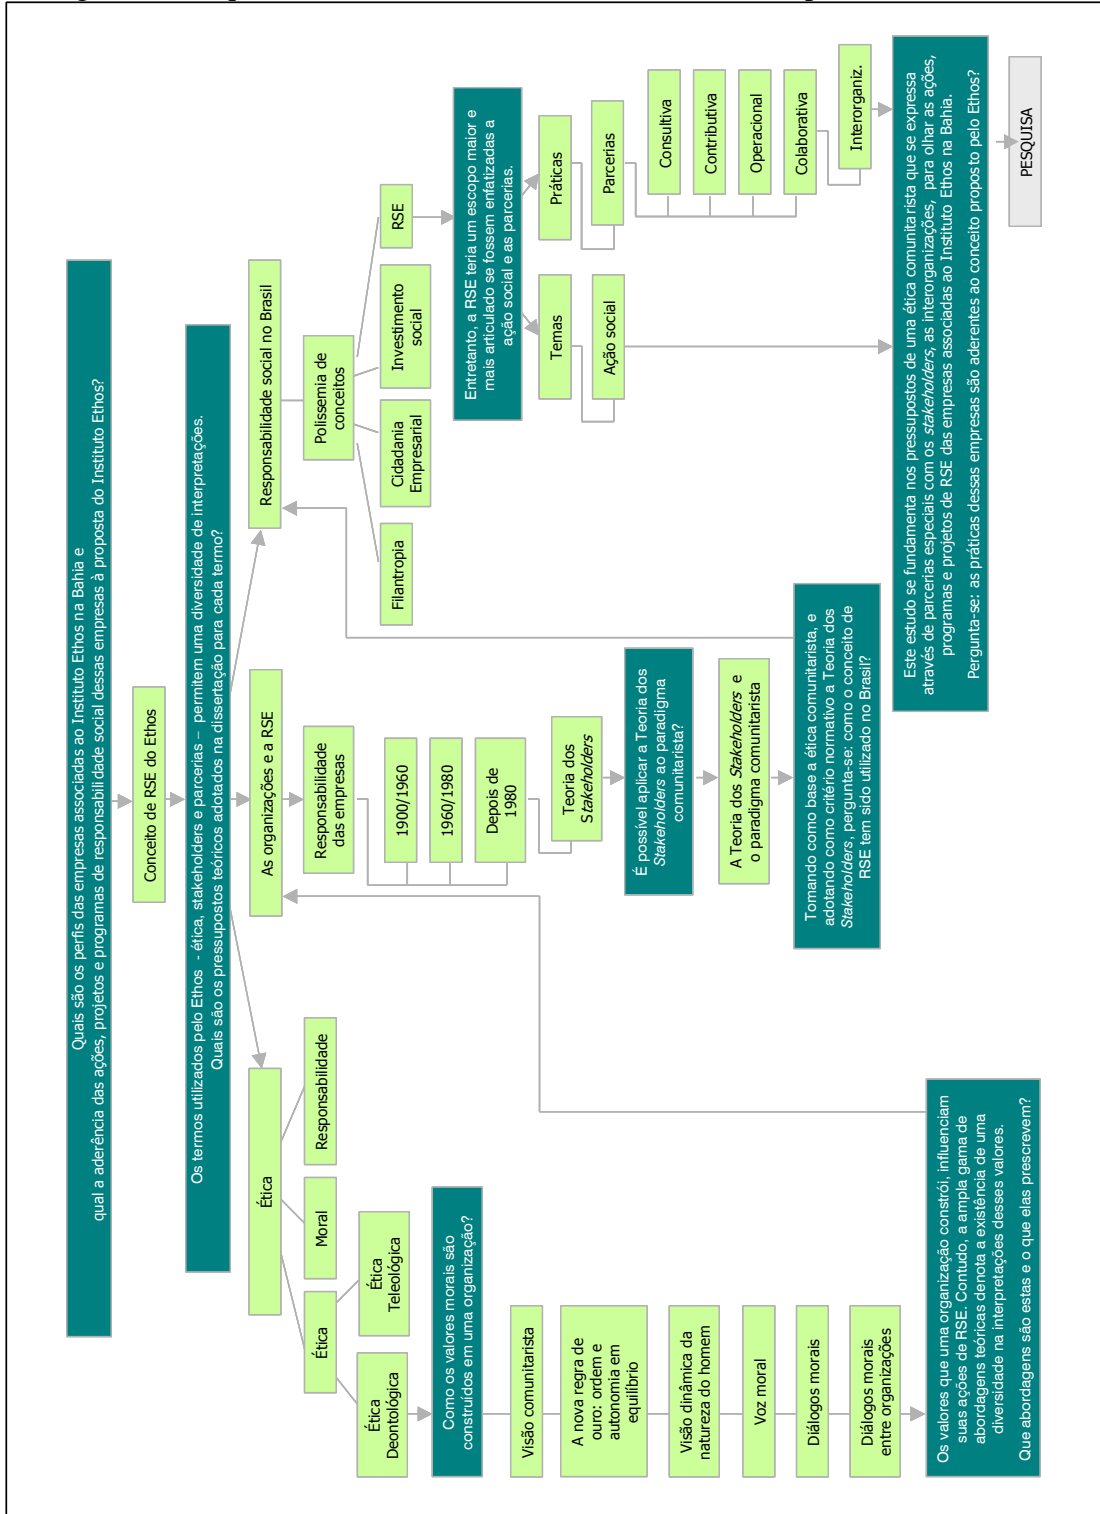 Quais são os perfis das empresas associadas ao Instituto Ethos na Bahia e
qual a aderência das ações, projetos e programas de responsabilidade social dessas empresas à proposta do Instituto Ethos?
Conceito de RSE do Ethos
Os termos utilizados pelo Ethos - ética, stakeholders e parcerias – permitem uma diversidade de interpretações.
Quais são os pressupostos teóricos adotados na dissertação para cada termo?
Ética
Moral
Responsabilidade
Ética
Ética
Deontológica
Ética
Teleológica
Como os valores morais são
construídos em uma organização?
Visão comunitarista
A nova regra de
ouro: ordem e
autonomia em
equilíbrio
Visão dinâmica da
natureza do homem
Voz moral
Diálogos morais
Diálogos morais
entre organizações
Os valores que uma organização constrói, influenciam
suas ações de RSE. Contudo, a ampla gama de
abordagens teóricas denota a existência de uma
diversidade na interpretações desses valores.
Que abordagens são estas e o que elas prescrevem?
As organizações e a RSE
Responsabilidade
das empresas
1900/1960
1960/1980
Depois de
1980
Teoria dos
Stakeholders
É possível aplicar a Teoria dos
Stakeholders ao paradigma
comunitarista?
A Teoria dos Stakeholders e
o paradigma comunitarista
Tomando como base a ética comunitarista, e
adotando como critério normativo a Teoria dos
Stakeholders, pergunta-se: como o conceito de
RSE tem sido utilizado no Brasil?
Responsabilidade social no Brasil
Polissemia de
conceitos
Filantropia
Cidadania
Empresarial
Investimento
social
RSE
Entretanto, a RSE teria um escopo maior e
mais articulado se fossem enfatizadas a
ação social e as parcerias.
Temas
Ação social
Práticas
Parcerias
Consultiva
Contributiva
Operacional
Colaborativa
Interorganiz.
Este estudo se fundamenta nos pressupostos de uma ética comunitarista que se expressa
através de parcerias especiais com os stakeholders, as interorganizações, para olhar as ações,
programas e projetos de RSE das empresas associadas ao Instituto Ethos na Bahia.
Pergunta-se: as práticas dessas empresas são aderentes ao conceito proposto pelo Ethos?
PESQUISA